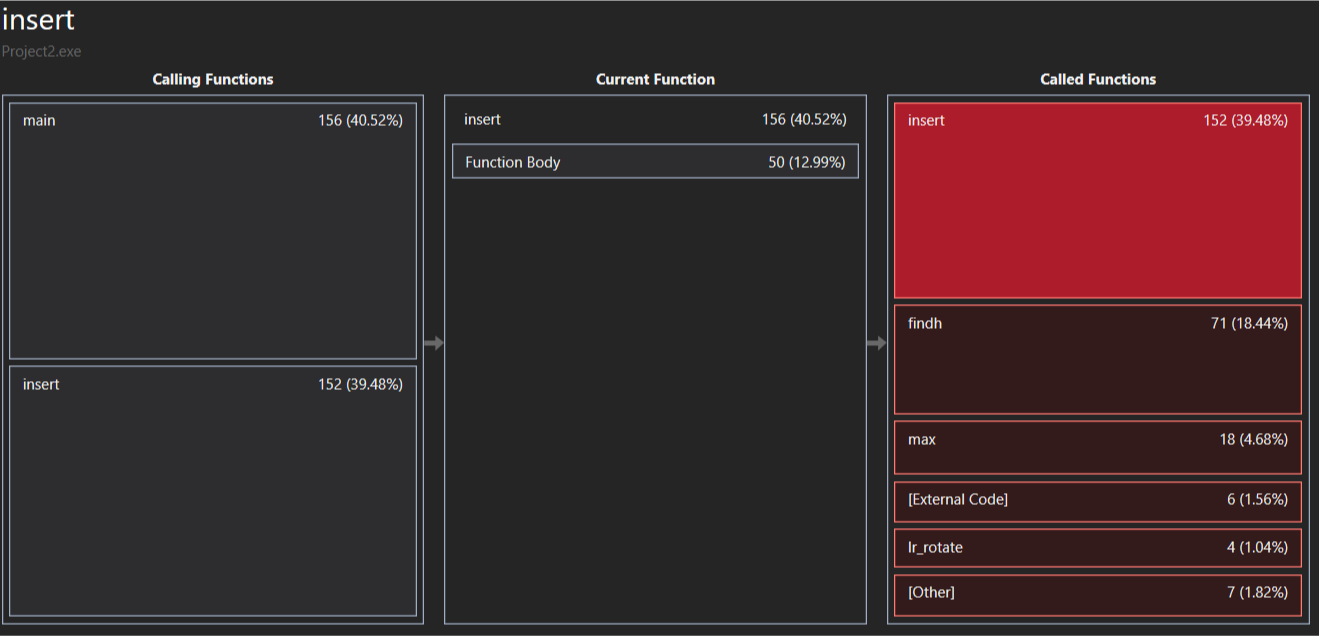 insert
Project2.exe
Calling Functions
main 156 (40.52%)
insert 152 (39.48%)
Current Function
insert 156 (40.52%)
Function Body 50 (12.99%)
Called Functions
insert 152 (39.48%)
findh 71 (18.44%)
max 18 (4.68%)
[External Code] 6 (1.56%)
lr_rotate 4 (1.04%)
[Other] 7 (1.82%)